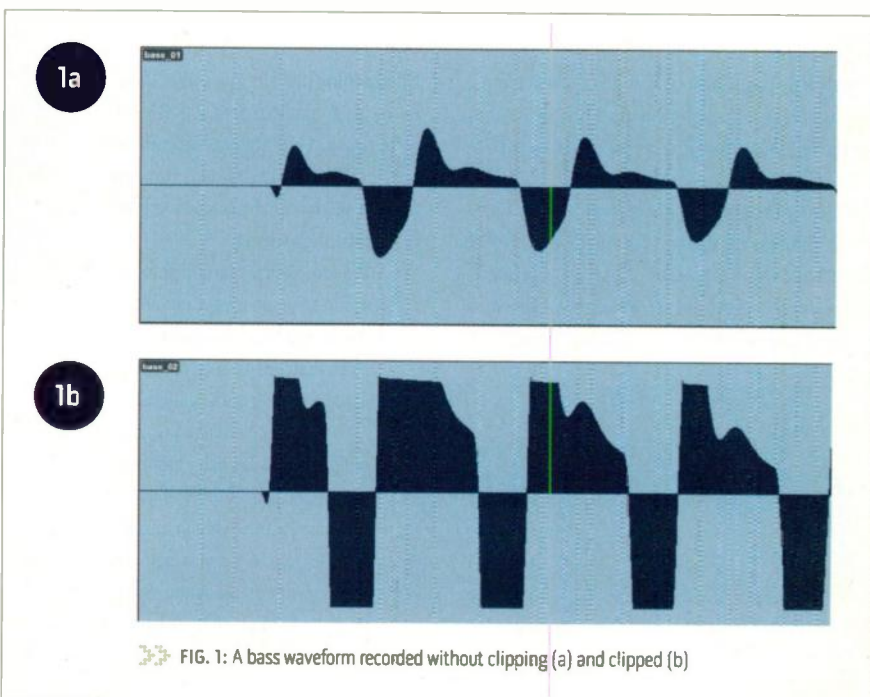 1a
bass_01
1b
bass_02
FIG. 1: A bass waveform recorded without clipping (a) and clipped (b)